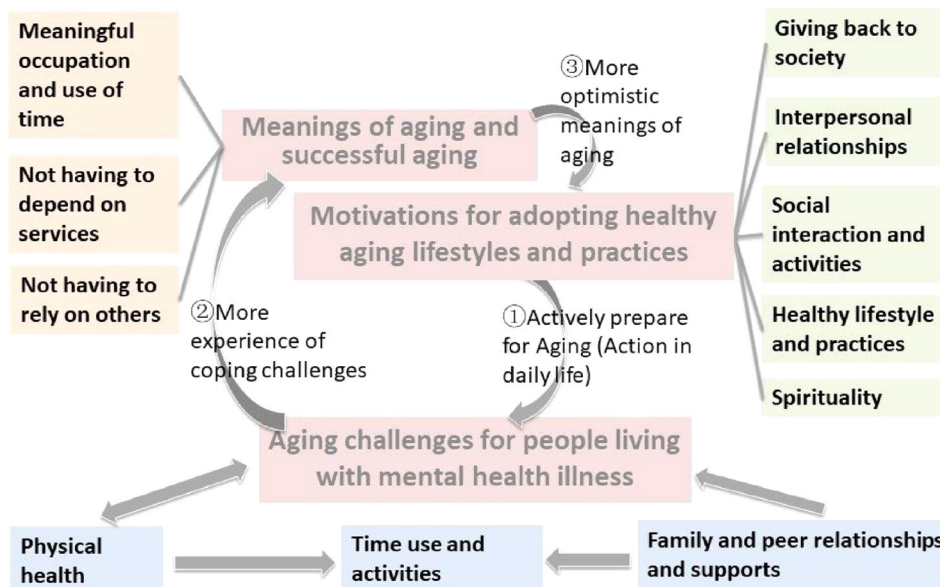 Meaningful
occupation
and use of
time
Not having to
depend on
services
Not having to
rely on others
Meanings of aging and
successful aging
③More
optimistic
meanings of
aging
Motivations for adopting healthy
aging lifestyles and practices
②More
experience of
coping challenges
①Actively prepare
for Aging (Action in
daily life)
Aging challenges for people living
with mental health illness
Giving back to
society
Interpersonal
relationships
Social
interaction and
activities
Healthy lifestyle
and practices
Spirituality
Physical
health
Time use and
activities
Family and peer relationships
and supports